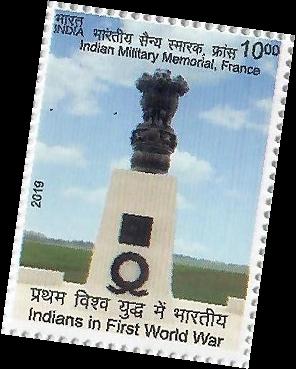 भारत भारतीय सैन्य स्मारक, फ्रांस 10.00
INDIA Indian Military Memorial, France
2019
प्रथम विश्व युद्ध में भारतीय
Indians in First World War